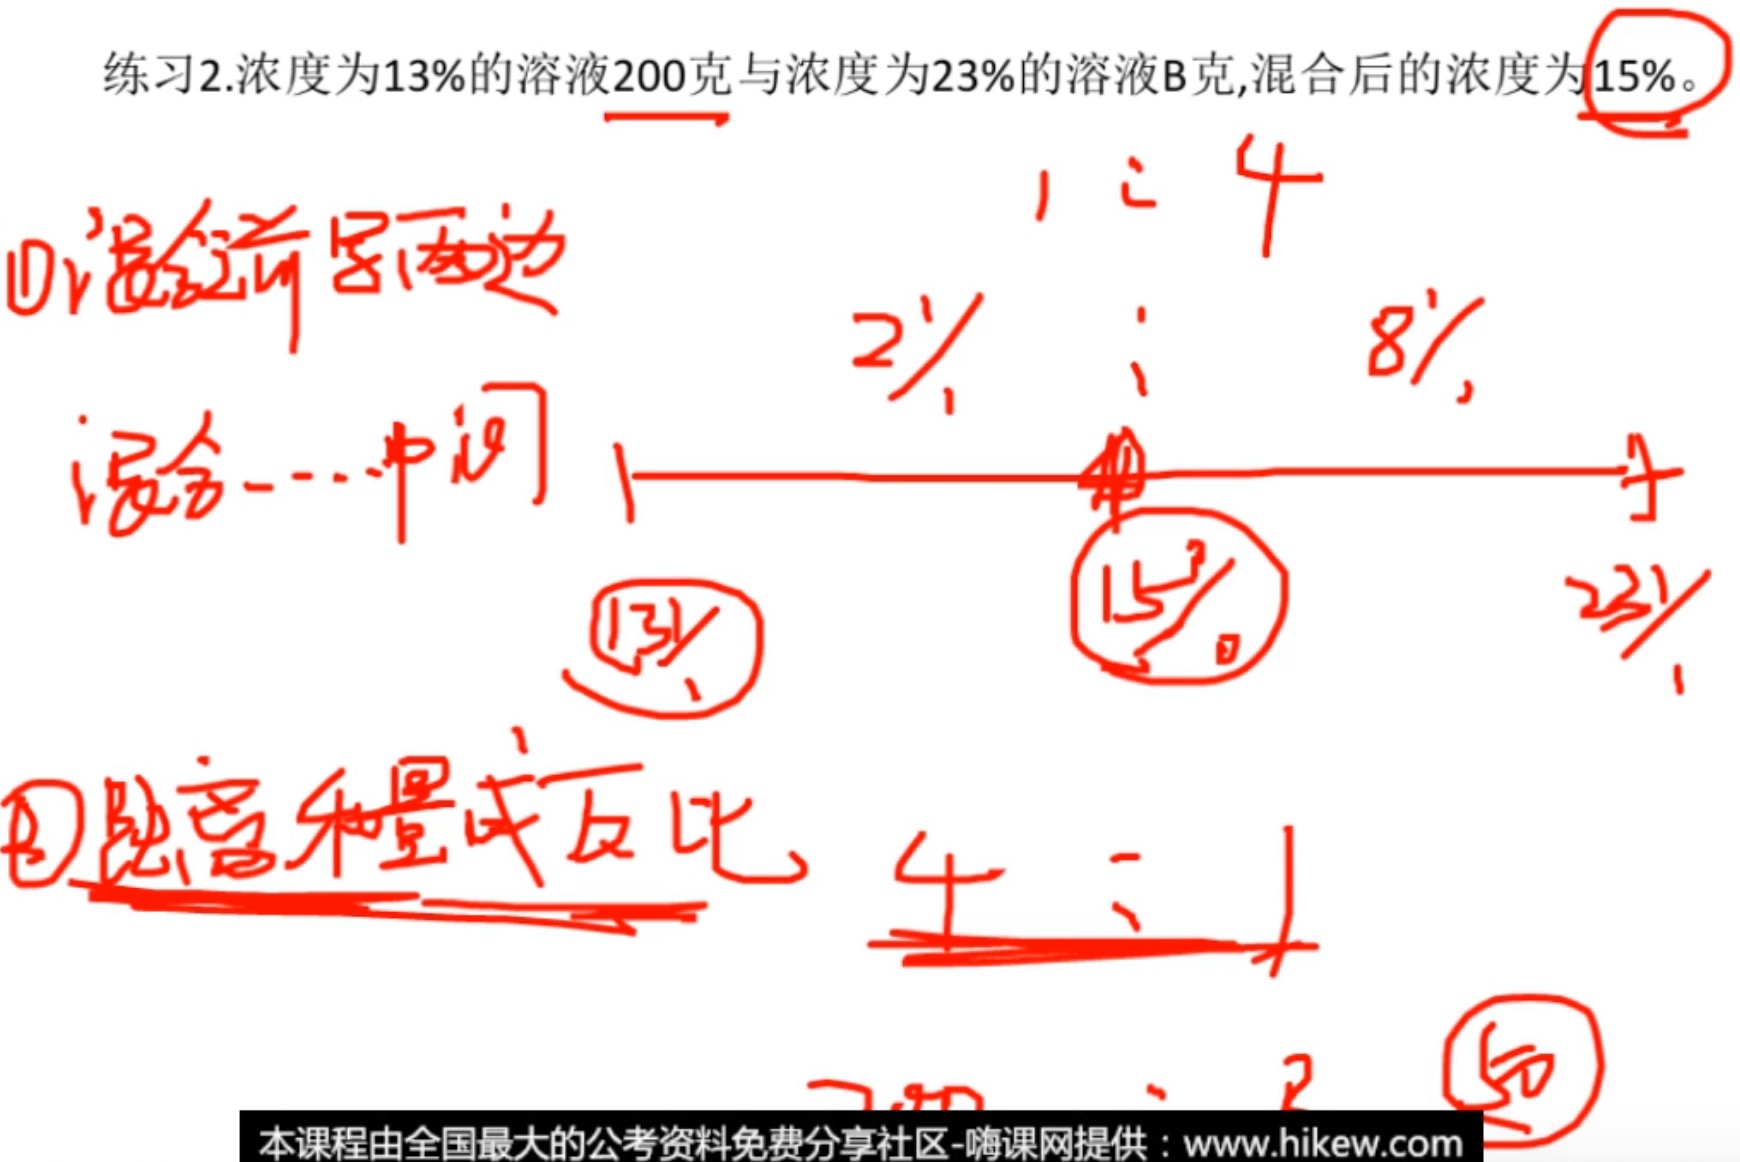 练习2.浓度为13%的溶液200克与浓度为23%的溶液B克,混合后的浓度为15%。
1 : 4
①混合前写两边
2% 8%
混合----中间
13% 15% 23%
②距离和量成反比
4 : 1
200 : ? 50
本课程由全国最大的公考资料免费分享社区-嗨课网提供：www.hikew.com